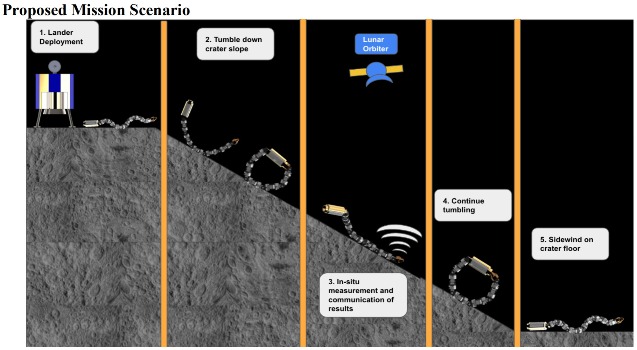 Proposed Mission Scenario
1. Lander
Deployment
2. Tumble down
crater slope
Lunar
Orbiter
3. In-situ
measurement and
communication of
results
4. Continue
tumbling
5. Sidewind on
crater floor